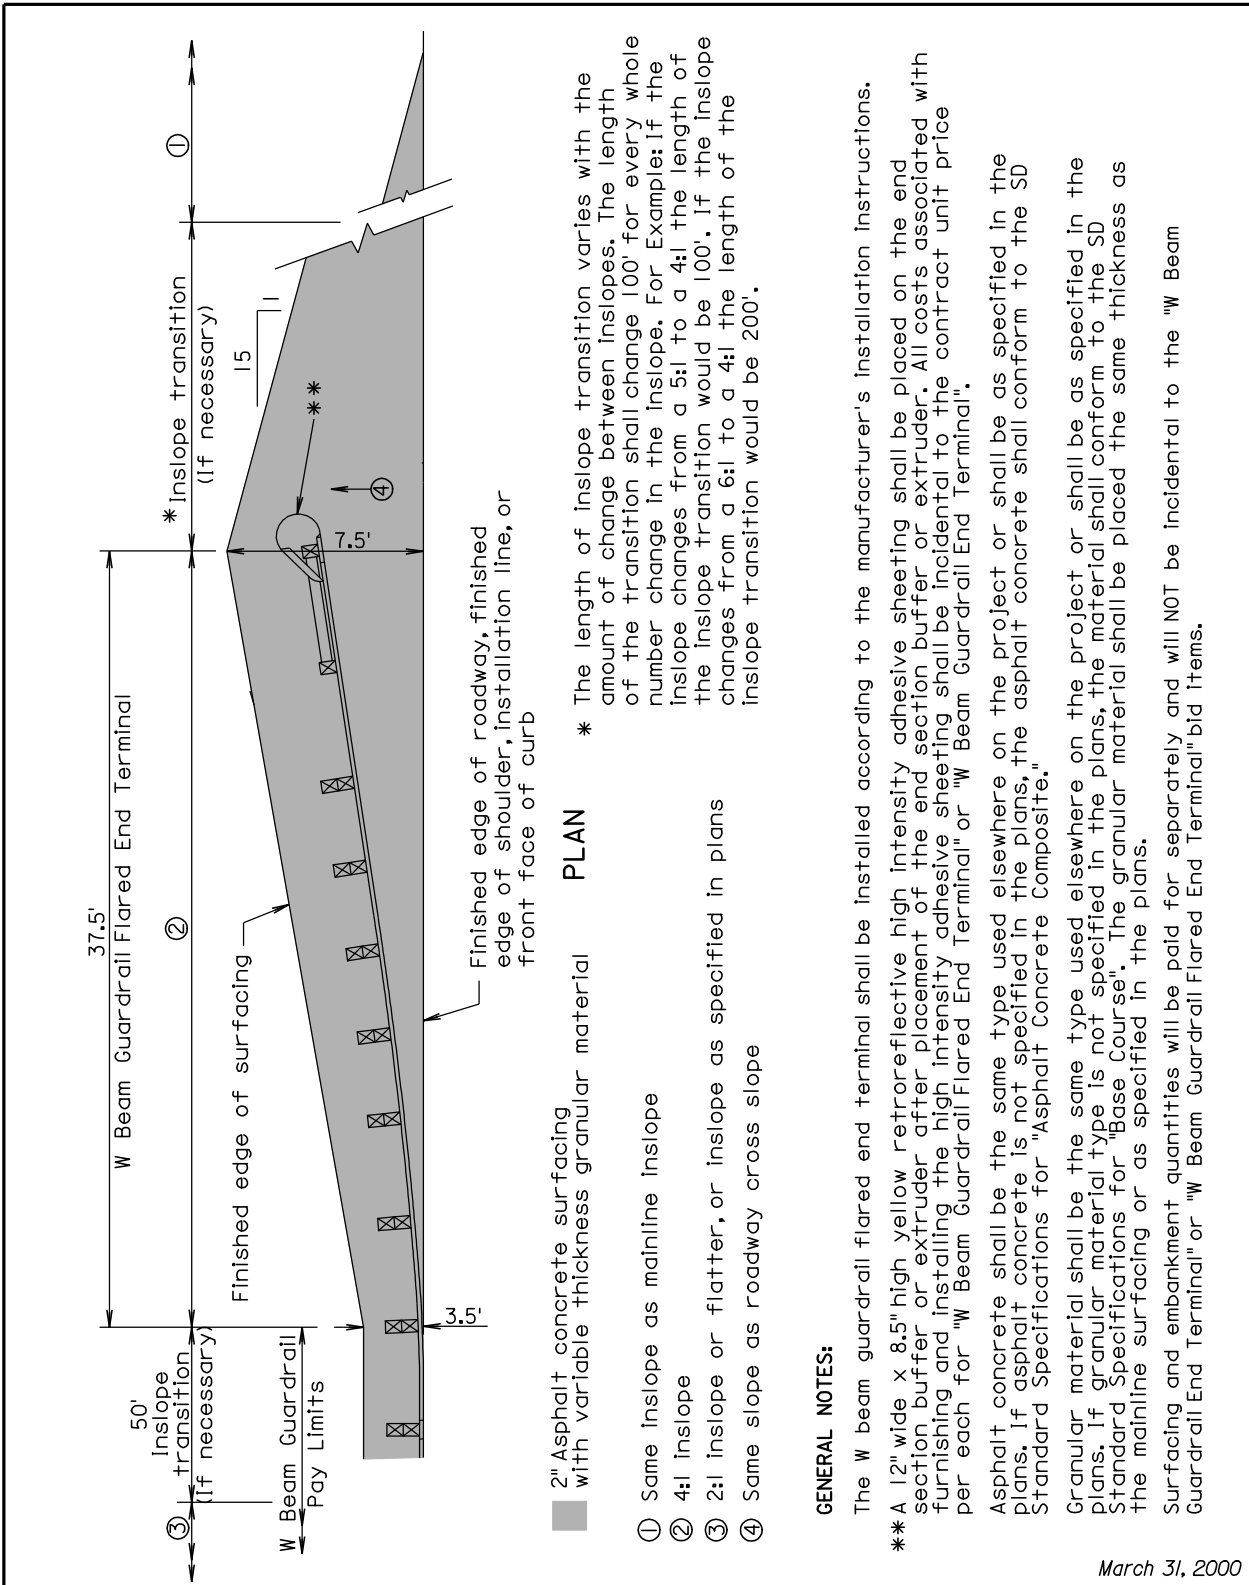 37.5'
W Beam Guardrail Flared End Terminal
50'
Inslope
transition
(If necessary)
*Inslope transition
(If necessary)
③
②
①
W Beam Guardrail
Pay Limits
Finished edge of surfacing
15
1
**
④
7.5'
3.5'
Finished edge of roadway, finished
edge of shoulder, installation line, or
front face of curb
PLAN
2" Asphalt concrete surfacing
with variable thickness granular material
① Same inslope as mainline inslope
② 4:1 inslope
③ 2:1 inslope or flatter, or inslope as specified in plans
④ Same slope as roadway cross slope
* The length of inslope transition varies with the
amount of change between inslopes. The length
of the transition shall change 100' for every whole
number change in the inslope. For Example: If the
inslope changes from a 5:1 to a 4:1 the length of
the inslope transition would be 100'. If the inslope
changes from a 6:1 to a 4:1 the length of the
inslope transition would be 200'.
GENERAL NOTES:
The W beam guardrail flared end terminal shall be installed according to the manufacturer's installation instructions.
** A 12" wide x 8.5" high yellow retroreflective high intensity adhesive sheeting shall be placed on the end
section buffer or extruder after placement of the end section buffer or extruder. All costs associated with
furnishing and installing the high intensity adhesive sheeting shall be incidental to the contract unit price
per each for "W Beam Guardrail Flared End Terminal" or "W Beam Guardrail End Terminal".
Asphalt concrete shall be the same type used elsewhere on the project or shall be as specified in the
plans. If asphalt concrete is not specified in the plans, the asphalt concrete shall conform to the SD
Standard Specifications for "Asphalt Concrete Composite."
Granular material shall be the same type used elsewhere on the project or shall be as specified in the
plans. If granular material type is not specified in the plans, the material shall conform to the SD
Standard Specifications for "Base Course". The granular material shall be placed the same thickness as
the mainline surfacing or as specified in the plans.
Surfacing and embankment quantities will be paid for separately and will NOT be incidental to the "W Beam
Guardrail End Terminal" or "W Beam Guardrail Flared End Terminal" bid items.
March 31, 2000